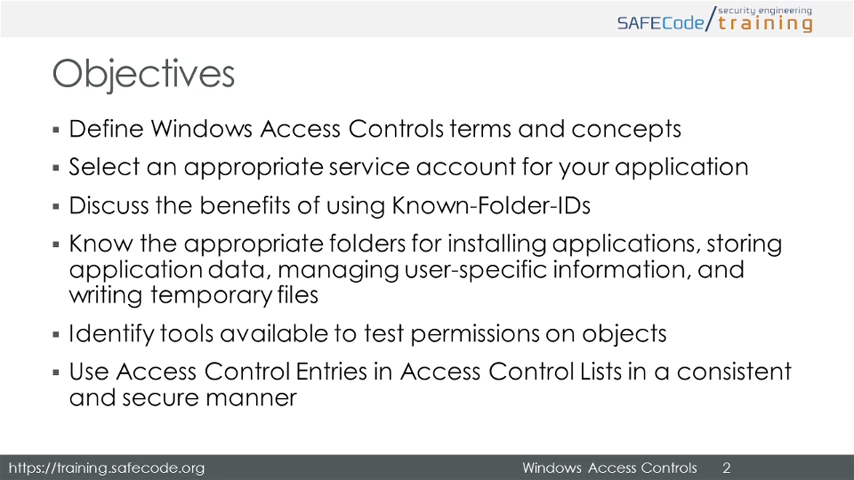 security engineering
SAFECode/training
Objectives
▪ Define Windows Access Controls terms and concepts
▪ Select an appropriate service account for your application
▪ Discuss the benefits of using Known-Folder-IDs
▪ Know the appropriate folders for installing applications, storing
application data, managing user-specific information, and
writing temporary files
▪ Identify tools available to test permissions on objects
▪ Use Access Control Entries in Access Control Lists in a consistent
and secure manner
https://training.safecode.org Windows Access Controls 2